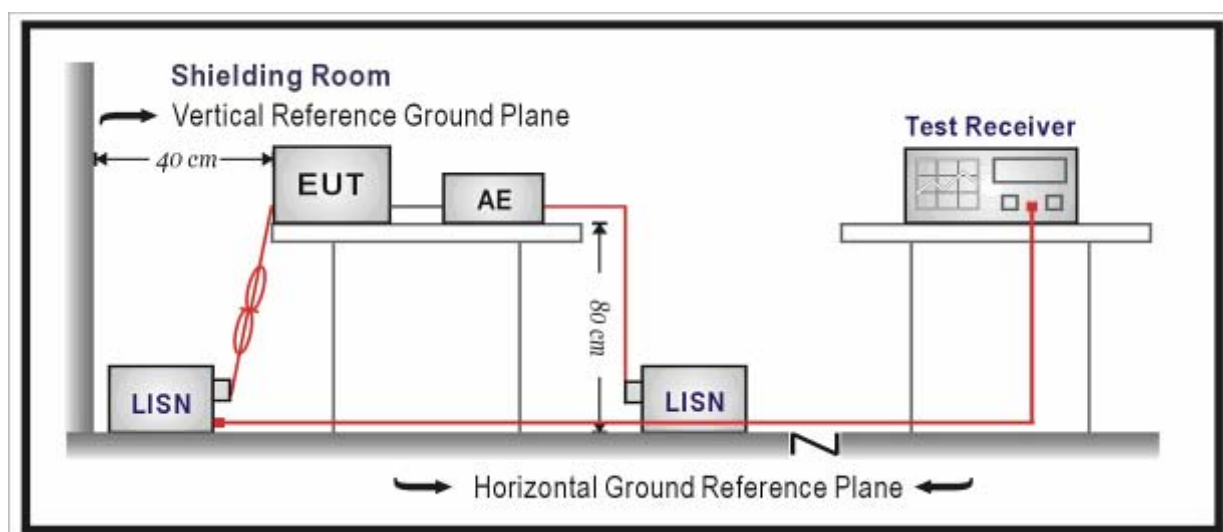 Shielding Room
Vertical Reference Ground Plane
Test Receiver
40 cm
EUT
AE
80 cm
LISN
LISN
Horizontal Ground Reference Plane